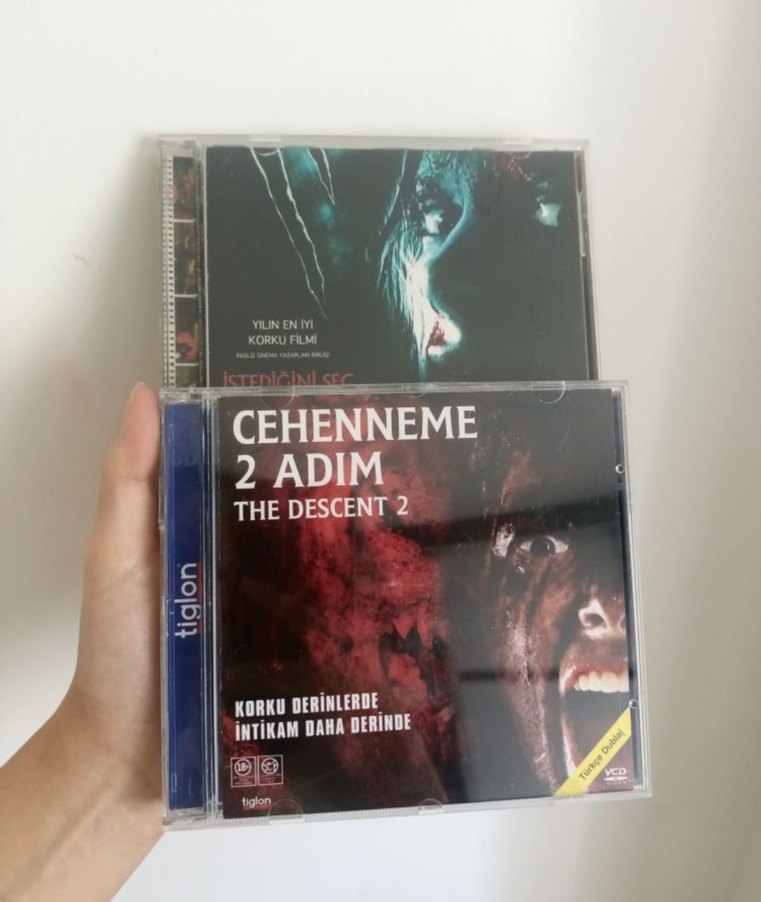 YILIN EN İYİ
KORKU FİLMİ
İNGİLİZ SİNEMA YAZARLARI BİRLİĞİ
İSTEDİĞİNİ SEÇ
CEHENNEME
2 ADIM
THE DESCENT 2
tiglon
KORKU DERİNLERDE
İNTİKAM DAHA DERİNDE
18+
tiglon
Türkçe Dublaj
VCD
VIDEO